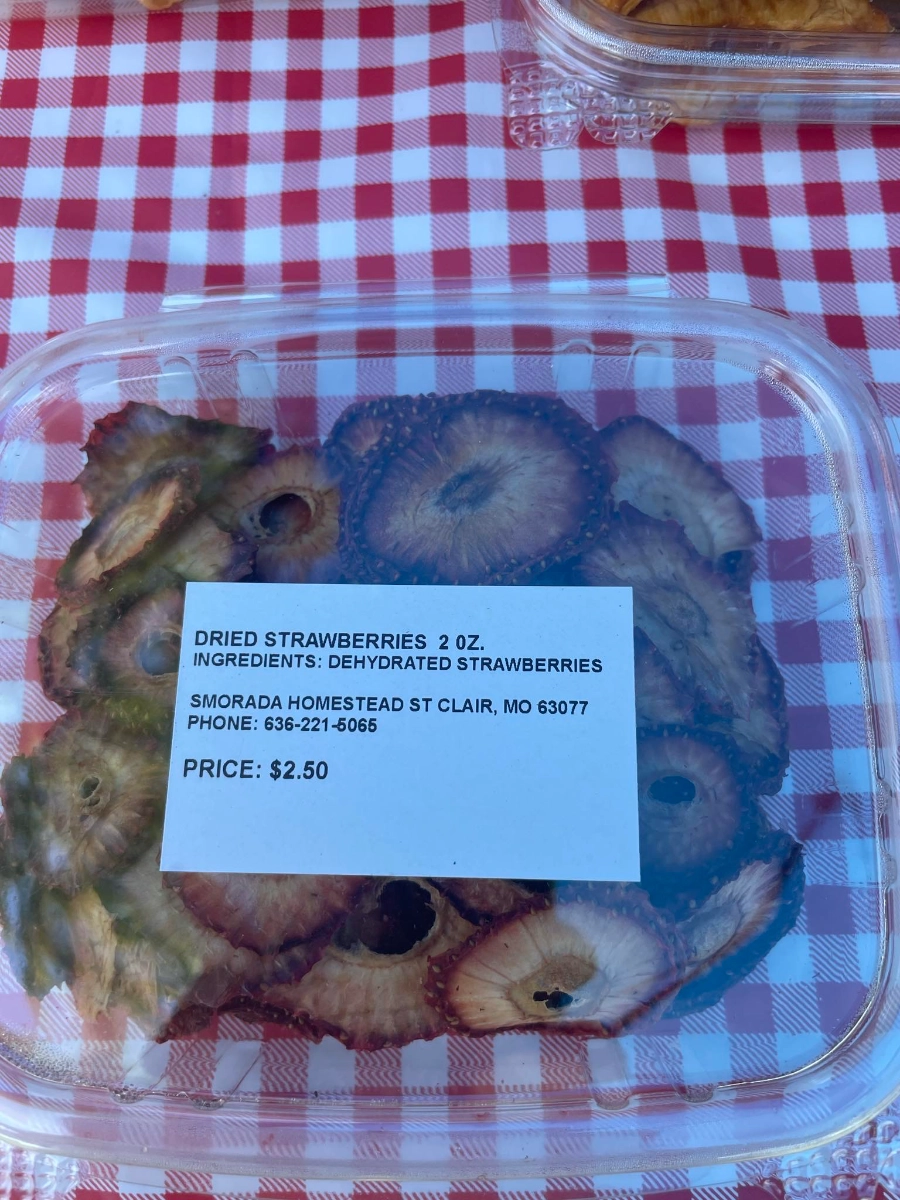 DRIED STRAWBERRIES 2 0Z.
INGREDIENTS: DEHYDRATED STRAWBERRIES
SMORADA HOMESTEAD ST CLAIR, MO 63077
PHONE: 636-221-5065
PRICE: $2.50